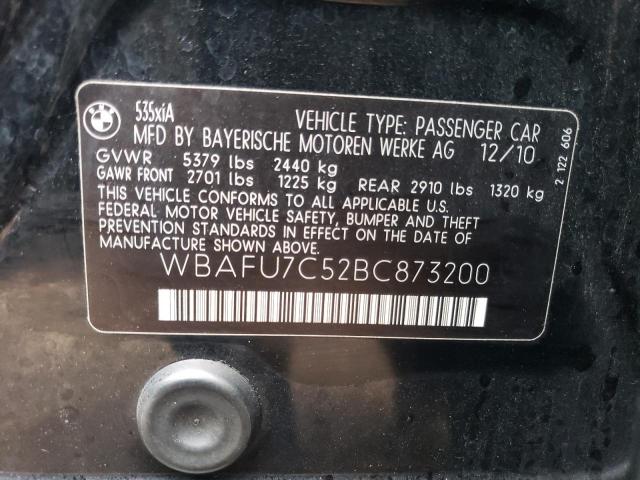 BMW
535xiA
VEHICLE TYPE: PASSENGER CAR
MFD BY BAYERISCHE MOTOREN WERKE AG 12/10
GVWR 5379 lbs 2440 kg
GAWR FRONT 2701 lbs 1225 kg REAR 2910 lbs 1320 kg
THIS VEHICLE CONFORMS TO ALL APPLICABLE U.S.
FEDERAL MOTOR VEHICLE SAFETY, BUMPER AND THEFT
PREVENTION STANDARDS IN EFFECT ON THE DATE OF
MANUFACTURE SHOWN ABOVE.
WBAFU7C52BC873200
2 122 606